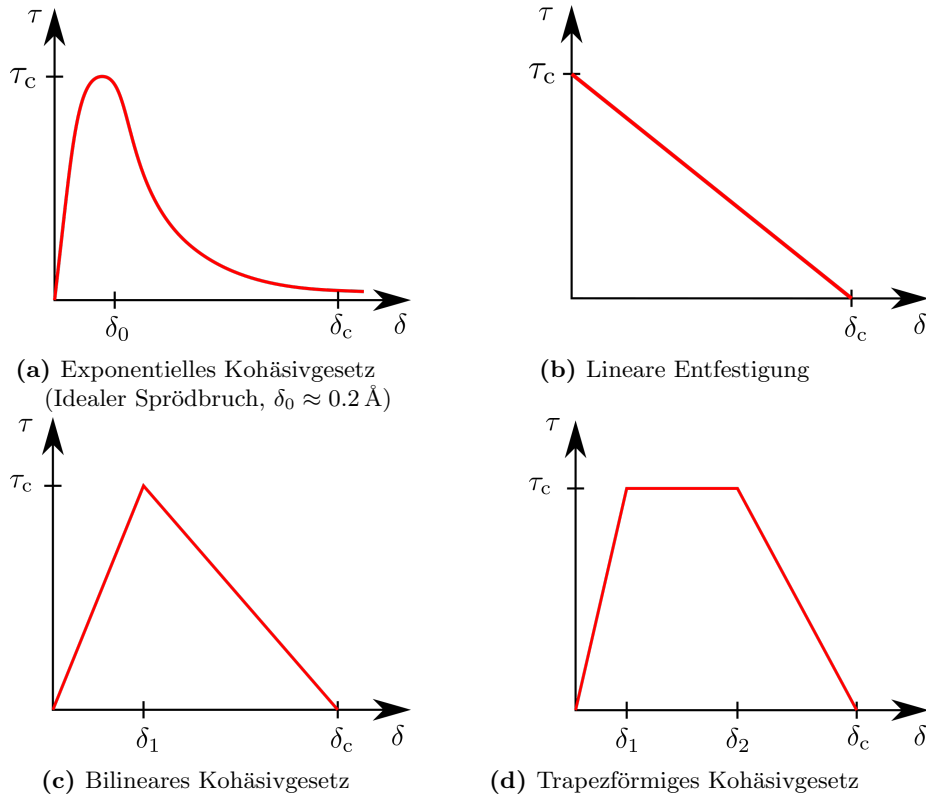 τ
τc
δ0
δc
δ
(a) Exponentielles Kohäsivgesetz
(Idealer Sprödbruch, δ0 ≈ 0.2 Å)
τ
τc
δc
δ
(b) Lineare Entfestigung
τ
τc
δ1
δc
δ
(c) Bilineares Kohäsivgesetz
τ
τc
δ1
δ2
δc
δ
(d) Trapezförmiges Kohäsivgesetz